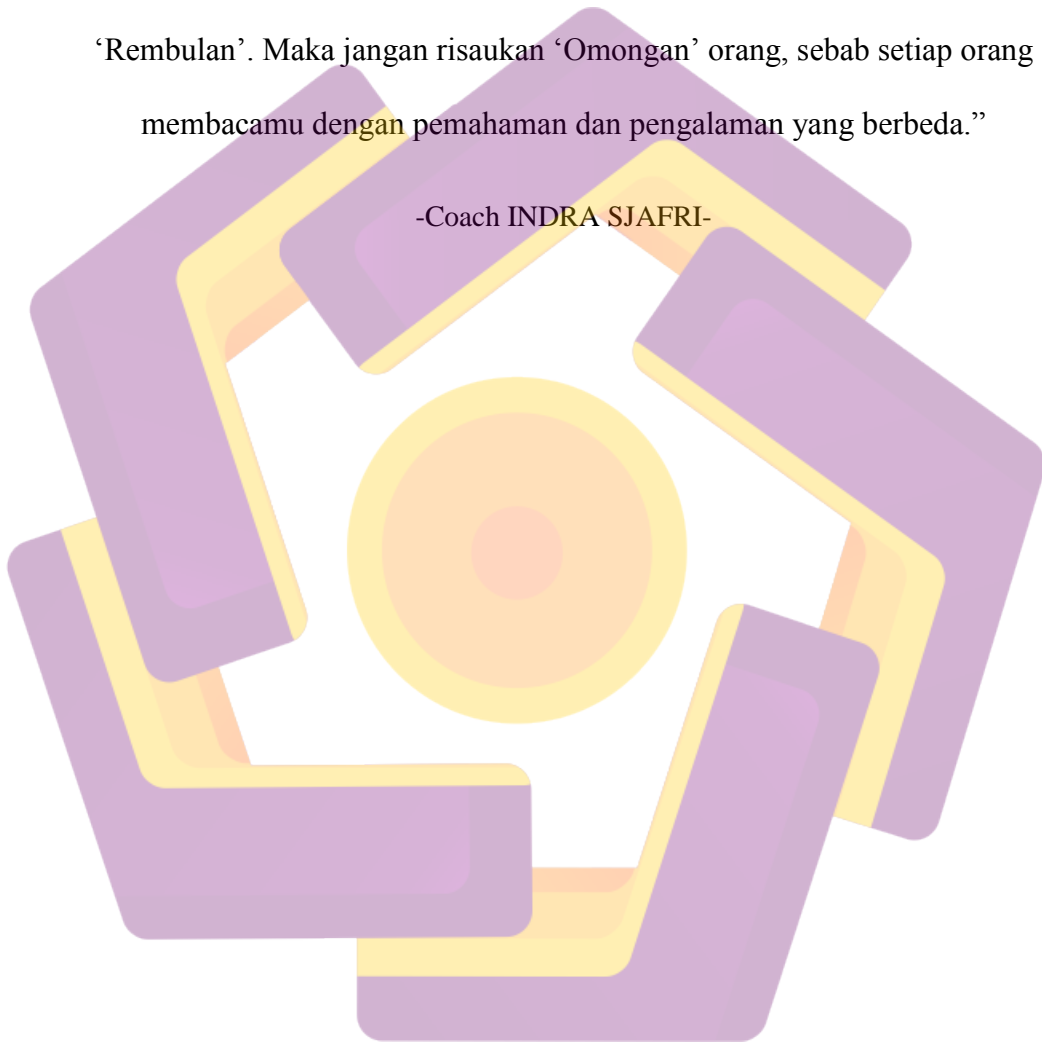 ‘Rembulan’. Maka jangan risaukan ‘Omongan’ orang, sebab setiap orang
membacamu dengan pemahaman dan pengalaman yang berbeda.”
-Coach INDRA SJAFRI-